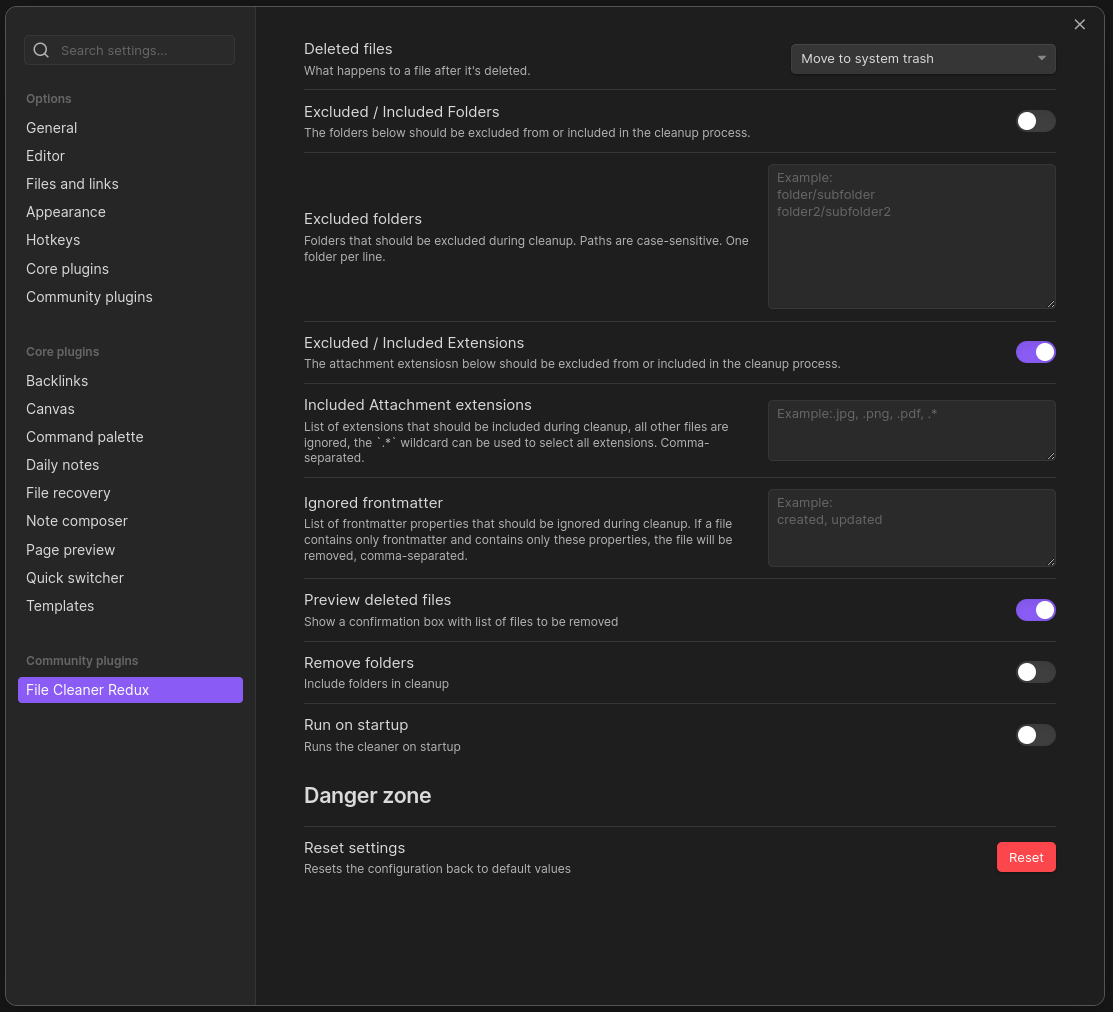 Search settings...
Options
General
Editor
Files and links
Appearance
Hotkeys
Core plugins
Community plugins
Core plugins
Backlinks
Canvas
Command palette
Daily notes
File recovery
Note composer
Page preview
Quick switcher
Templates
Community plugins
File Cleaner Redux
Deleted files
What happens to a file after it's deleted.
Move to system trash
Excluded / Included Folders
The folders below should be excluded from or included in the cleanup process.
Excluded folders
Folders that should be excluded during cleanup. Paths are case-sensitive. One
folder per line.
Example:
folder/subfolder
folder2/subfolder2
Excluded / Included Extensions
The attachment extensiosn below should be excluded from or included in the cleanup process.
Included Attachment extensions
List of extensions that should be included during cleanup, all other files are
ignored, the `.*` wildcard can be used to select all extensions. Comma-
separated.
Example:.jpg, .png, .pdf, .*
Ignored frontmatter
List of frontmatter properties that should be ignored during cleanup. If a file
contains only frontmatter and contains only these properties, the file will be
removed, comma-separated.
Example:
created, updated
Preview deleted files
Show a confirmation box with list of files to be removed
Remove folders
Include folders in cleanup
Run on startup
Runs the cleaner on startup
Danger zone
Reset settings
Resets the configuration back to default values
Reset